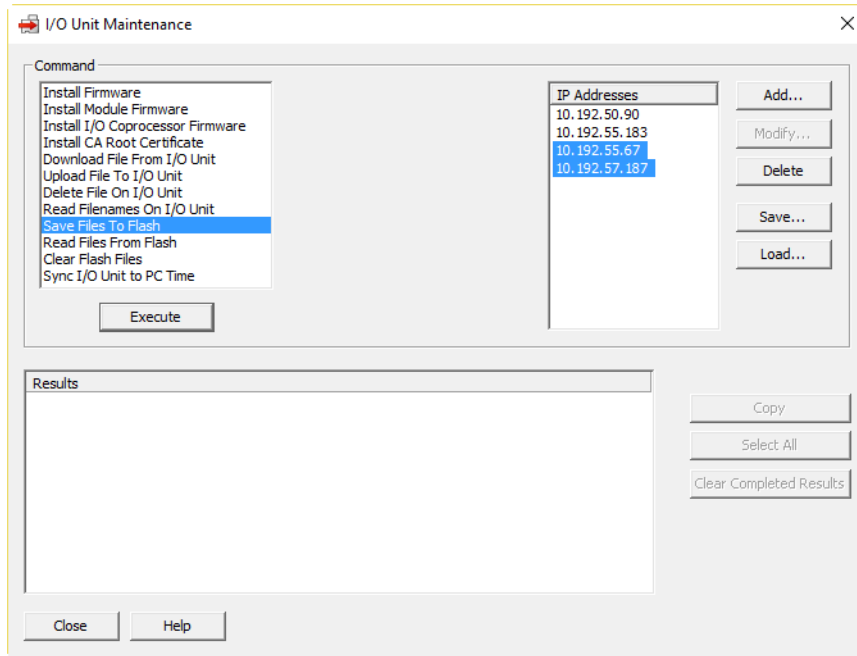 I/O Unit Maintenance
Command
Install Firmware
Install Module Firmware
Install I/O Coprocessor Firmware
Install CA Root Certificate
Download File From I/O Unit
Upload File To I/O Unit
Delete File On I/O Unit
Read Filenames On I/O Unit
Save Files To Flash
Read Files From Flash
Clear Flash Files
Sync I/O Unit to PC Time
Execute
IP Addresses
10.192.50.90
10.192.55.183
10.192.55.67
10.192.57.187
Add...
Modify...
Delete
Save...
Load...
Results
Copy
Select All
Clear Completed Results
Close
Help